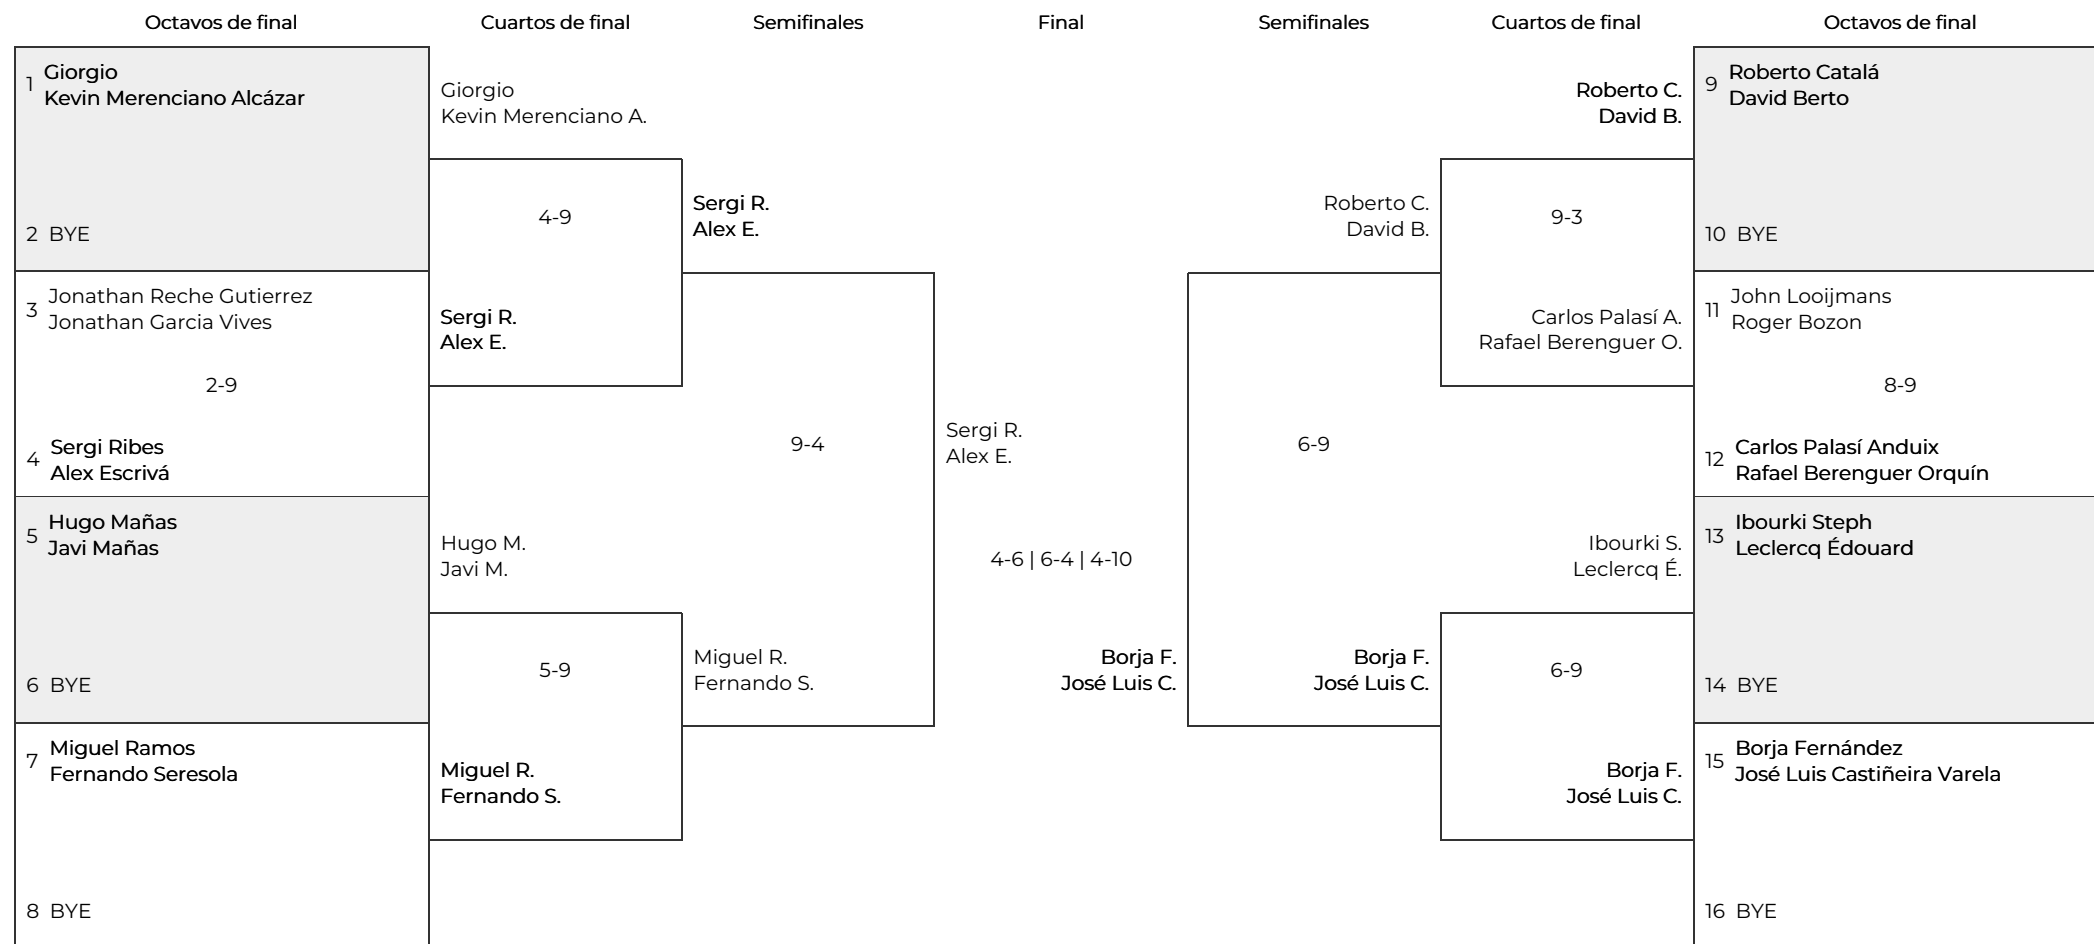 Octavos de final
Cuartos de final
Semifinales
Final
Semifinales
Cuartos de final
Octavos de final
1 Giorgio
Kevin Merenciano Alcázar
2 BYE
3 Jonathan Reche Gutierrez
Jonathan Garcia Vives
2-9
4 Sergi Ribes
Alex Escrivá
5 Hugo Mañas
Javi Mañas
6 BYE
7 Miguel Ramos
Fernando Seresola
8 BYE
Giorgio
Kevin Merenciano A.
4-9
Sergi R.
Alex E.
Hugo M.
Javi M.
5-9
Miguel R.
Fernando S.
Sergi R.
Alex E.
9-4
Miguel R.
Fernando S.
Sergi R.
Alex E.
4-6 | 6-4 | 4-10
Borja F.
José Luis C.
Roberto C.
David B.
6-9
Borja F.
José Luis C.
Roberto C.
David B.
9-3
Carlos Palasí A.
Rafael Berenguer O.
Ibourki S.
Leclercq É.
6-9
Borja F.
José Luis C.
9 Roberto Catalá
David Berto
10 BYE
11 John Looijmans
Roger Bozon
8-9
12 Carlos Palasí Anduix
Rafael Berenguer Orquín
13 Ibourki Steph
Leclercq Édouard
14 BYE
15 Borja Fernández
José Luis Castiñeira Varela
16 BYE